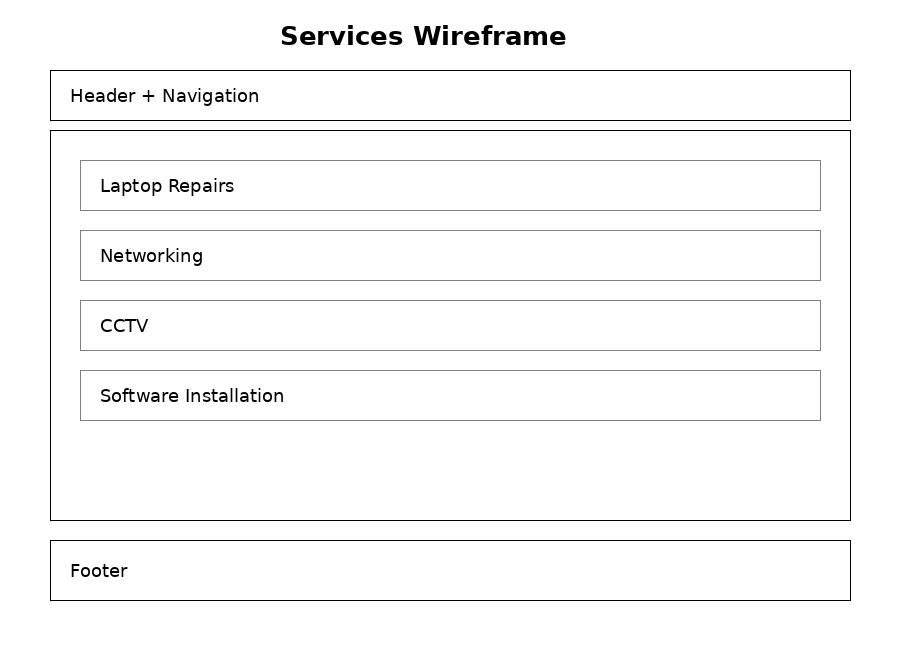 Services Wireframe
Header + Navigation
Laptop Repairs
Networking
CCTV
Software Installation
Footer